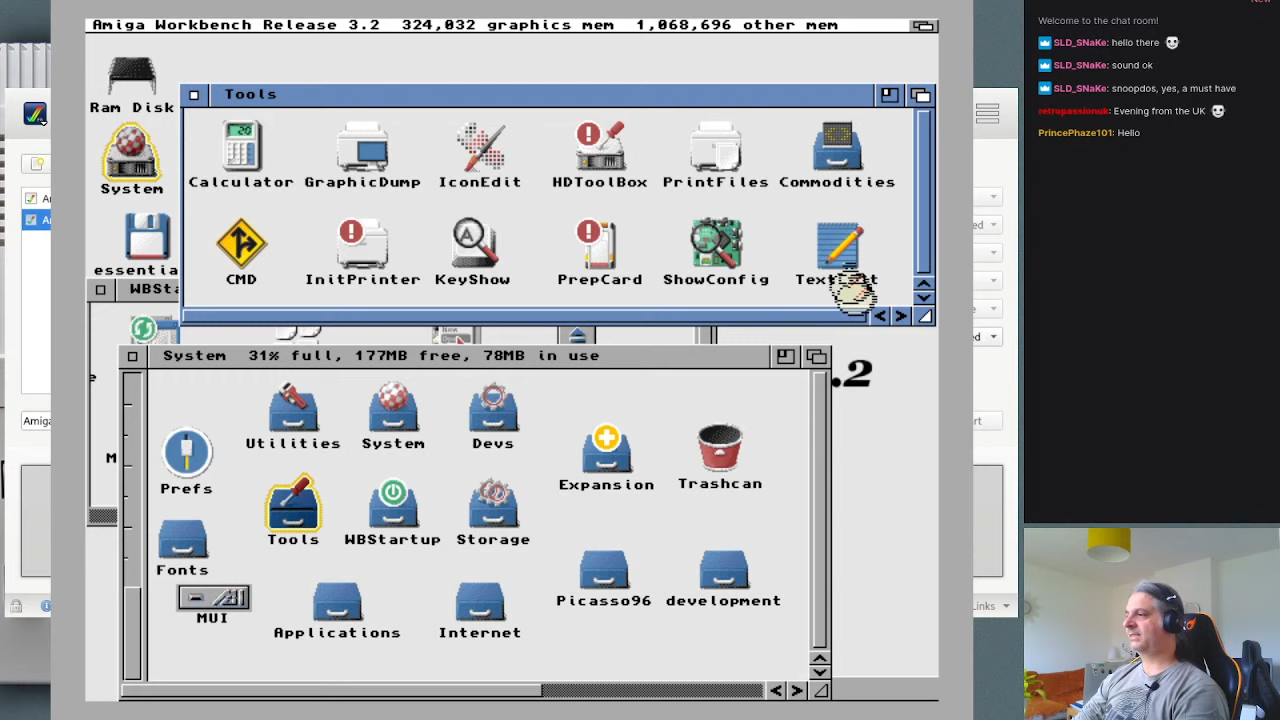 Amiga Workbench Release 3.2  324,032 graphics mem  1,068,696 other mem
Ram Disk
System
essentia
WBSta
Tools
Calculator
GraphicDump
IconEdit
HDToolBox
PrintFiles
Commodities
CMD
InitPrinter
KeyShow
PrepCard
ShowConfig
System  31% full, 177MB free, 78MB in use
.2
Utilities
System
Devs
Prefs
Expansion
Trashcan
Tools
WBStartup
Storage
Fonts
Picasso96
development
MUI
Applications
Internet
Amiga
Links
Welcome to the chat room!
SLD_SNaKe: hello there
SLD_SNaKe: sound ok
SLD_SNaKe: snoopdos, yes, a must have
retropassionuk: Evening from the UK
PrincePhaze101: Hello